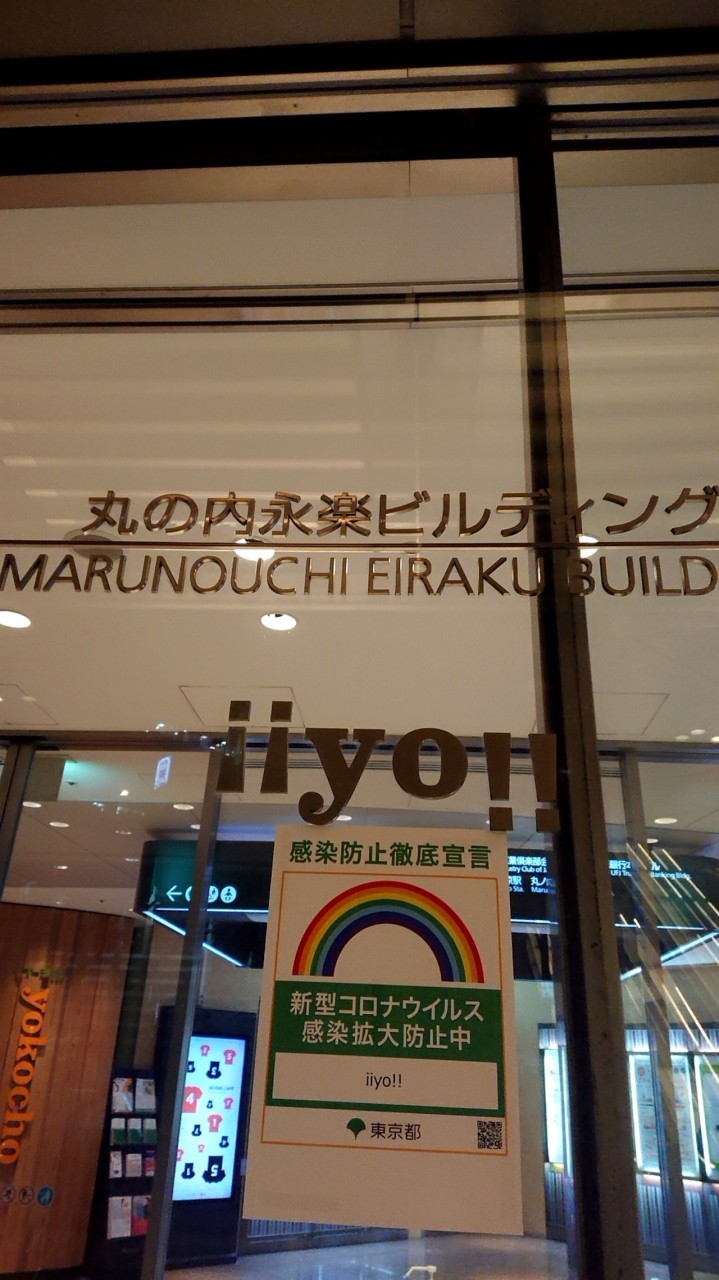 丸の内永楽ビルディング
MARUNOUCHI EIRAKU BUILD
iiyo!!
感染防止徹底宣言
新型コロナウイルス
感染拡大防止中
iiyo!!
東京都
yokocho